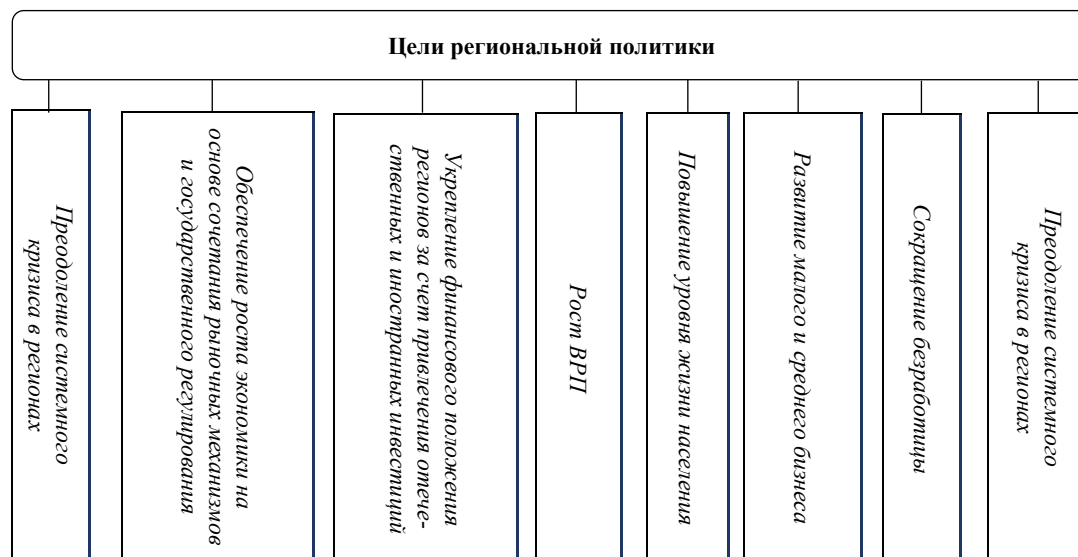 Цели региональной политики
Преодоление системного
кризиса в регионах
Обеспечение роста экономики на
основе сочетания рыночных механизмов
и государственного регулирования
Укрепление финансового положения
регионов за счет привлечения отече-
ственных и иностранных инвестиций
Рост ВРП
Повышение уровня жизни населения
Развитие малого и среднего бизнеса
Сокращение безработицы
Преодоление системного
кризиса в регионах